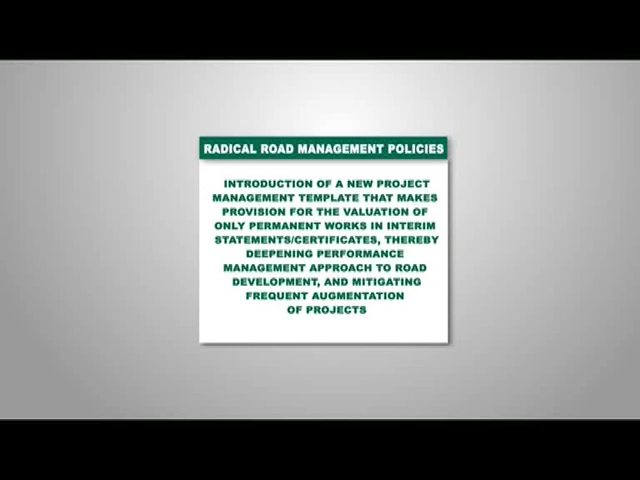 RADICAL ROAD MANAGEMENT POLICIES
INTRODUCTION OF A NEW PROJECT
MANAGEMENT TEMPLATE THAT MAKES
PROVISION FOR THE VALUATION OF
ONLY PERMANENT WORKS IN INTERIM
STATEMENTS/CERTIFICATES, THEREBY
DEEPENING PERFORMANCE
MANAGEMENT APPROACH TO ROAD
DEVELOPMENT, AND MITIGATING
FREQUENT AUGMENTATION
OF PROJECTS